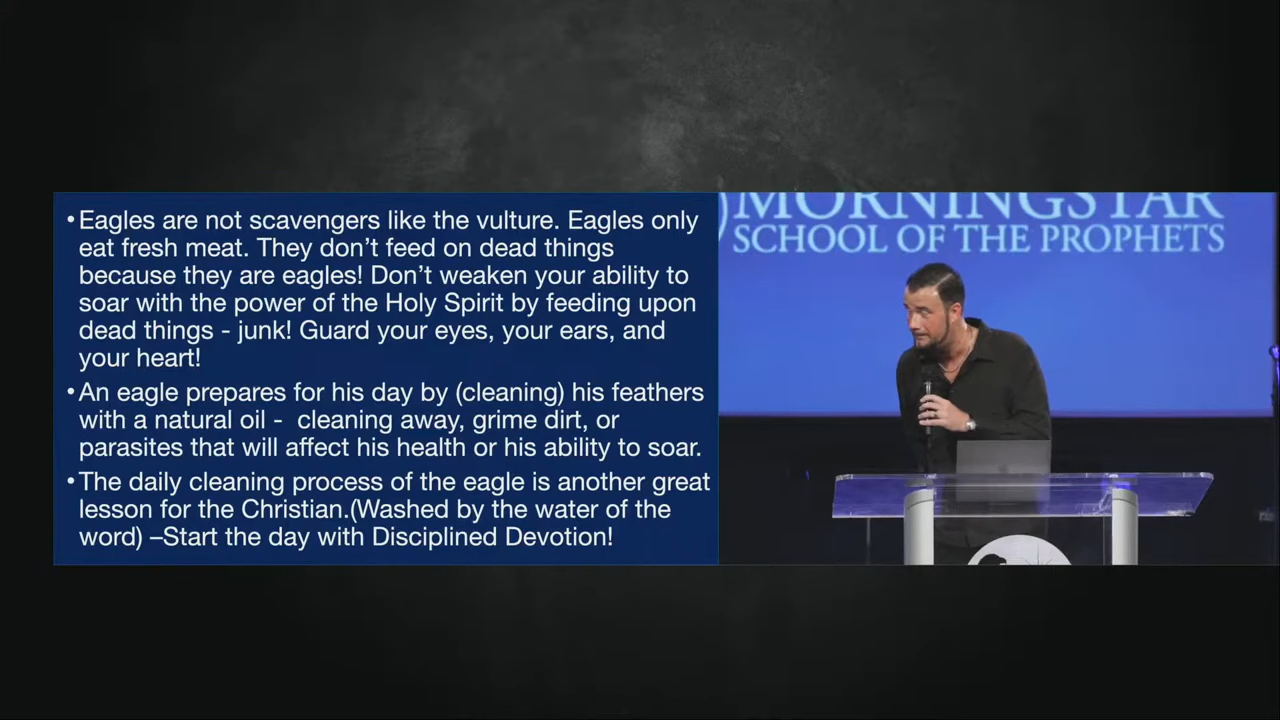 •Eagles are not scavengers like the vulture. Eagles only
eat fresh meat. They don’t feed on dead things
because they are eagles! Don’t weaken your ability to
soar with the power of the Holy Spirit by feeding upon
dead things - junk! Guard your eyes, your ears, and
your heart!
•An eagle prepares for his day by (cleaning) his feathers
with a natural oil -  cleaning away, grime dirt, or
parasites that will affect his health or his ability to soar.
•The daily cleaning process of the eagle is another great
lesson for the Christian.(Washed by the water of the
word) –Start the day with Disciplined Devotion!
MORNINGSTAR
SCHOOL OF THE PROPHETS